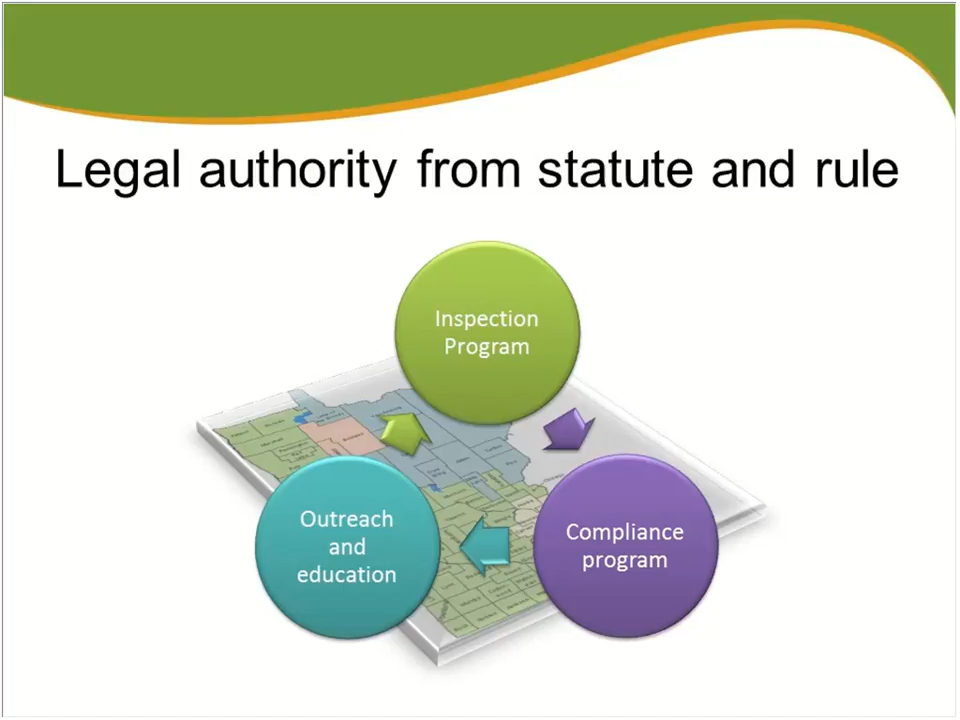 Legal authority from statute and rule
Inspection
Program
Outreach
and
education
Compliance
program